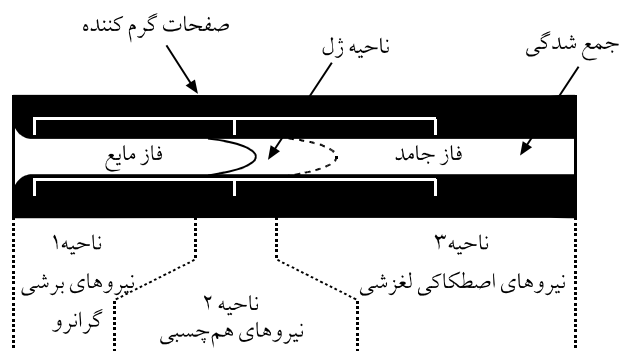 صفحات گرم کننده
ناحیه ژل
جمع شدگی
فاز جامد
فاز مایع
ناحیه۳
نیروهای اصطکاکی لغزشی
ناحیه ۲
نیروهای هم‌چسبی
ناحیه۱
نیروهای برشی
گرانرو